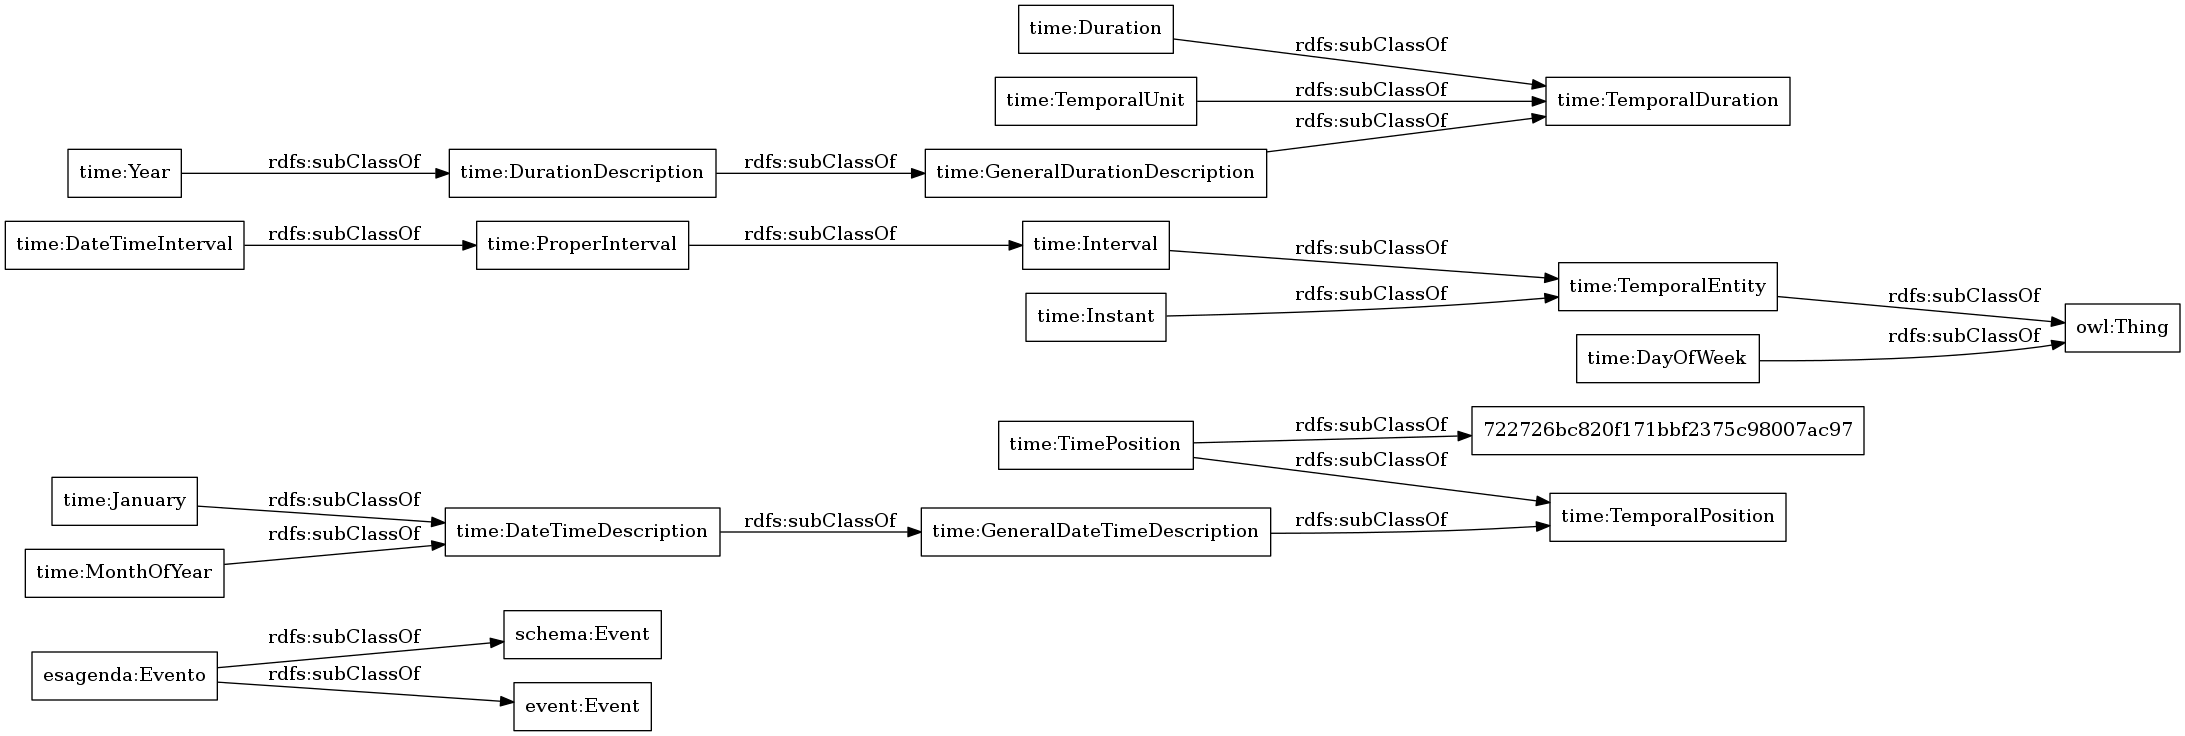 time:Duration
rdfs:subClassOf
time:TemporalUnit
rdfs:subClassOf
time:TemporalDuration
rdfs:subClassOf
time:Year
rdfs:subClassOf
time:DurationDescription
rdfs:subClassOf
time:GeneralDurationDescription
time:DateTimeInterval
rdfs:subClassOf
time:ProperInterval
rdfs:subClassOf
time:Interval
rdfs:subClassOf
time:Instant
rdfs:subClassOf
time:TemporalEntity
rdfs:subClassOf
owl:Thing
time:DayOfWeek
rdfs:subClassOf
time:TimePosition
rdfs:subClassOf
722726bc820f171bbf2375c98007ac97
rdfs:subClassOf
time:TemporalPosition
time:January
rdfs:subClassOf
time:MonthOfYear
rdfs:subClassOf
time:DateTimeDescription
rdfs:subClassOf
time:GeneralDateTimeDescription
rdfs:subClassOf
esagenda:Evento
rdfs:subClassOf
schema:Event
rdfs:subClassOf
event:Event